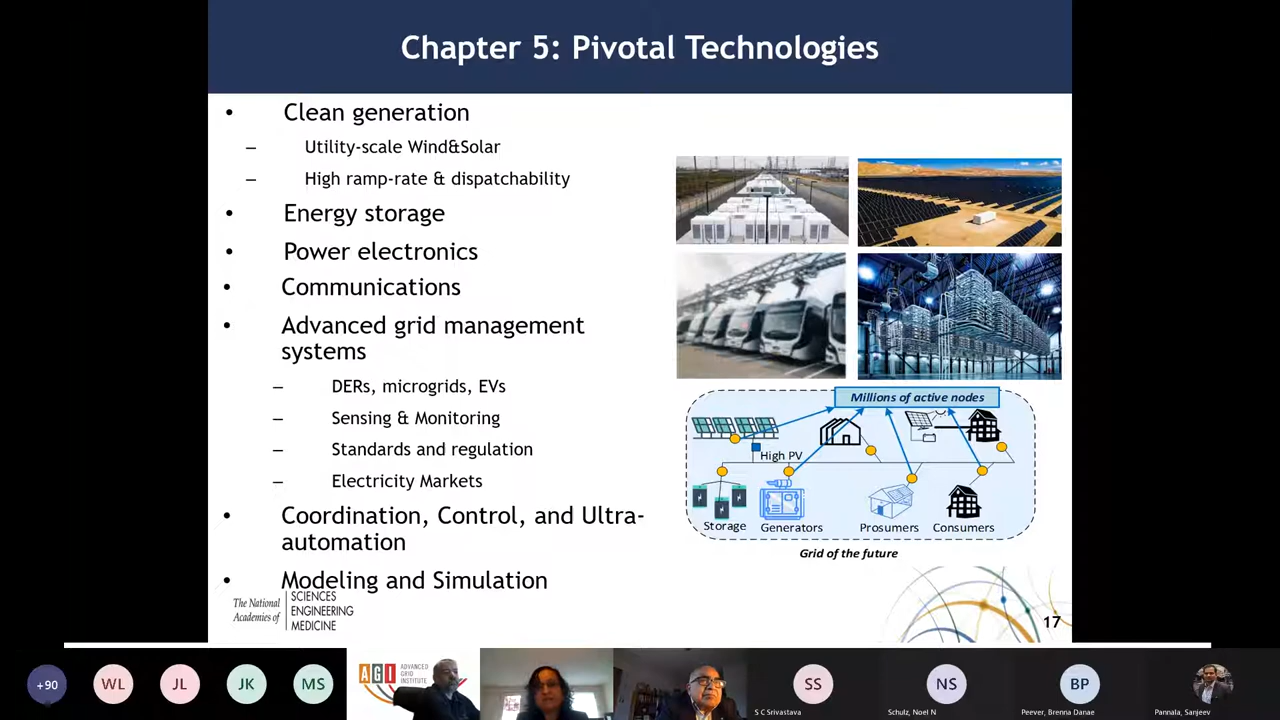 Chapter 5: Pivotal Technologies
• Clean generation
– Utility-scale Wind&Solar
– High ramp-rate & dispatchability
• Energy storage
• Power electronics
• Communications
• Advanced grid management
systems
– DERs, microgrids, EVs
– Sensing & Monitoring
– Standards and regulation
– Electricity Markets
• Coordination, Control, and Ultra-
automation
• Modeling and Simulation
Millions of active nodes
High PV
Storage
Generators
Prosumers
Consumers
Grid of the future
The National
Academies of
SCIENCES
ENGINEERING
MEDICINE
17
+90
WL
JL
JK
MS
AGI
ADVANCED
GRID
INSTITUTE
SS
NS
BP
S C Srivastava
Schulz, Noel N
Peever, Brenna Danae
Pannala, Sanjeev